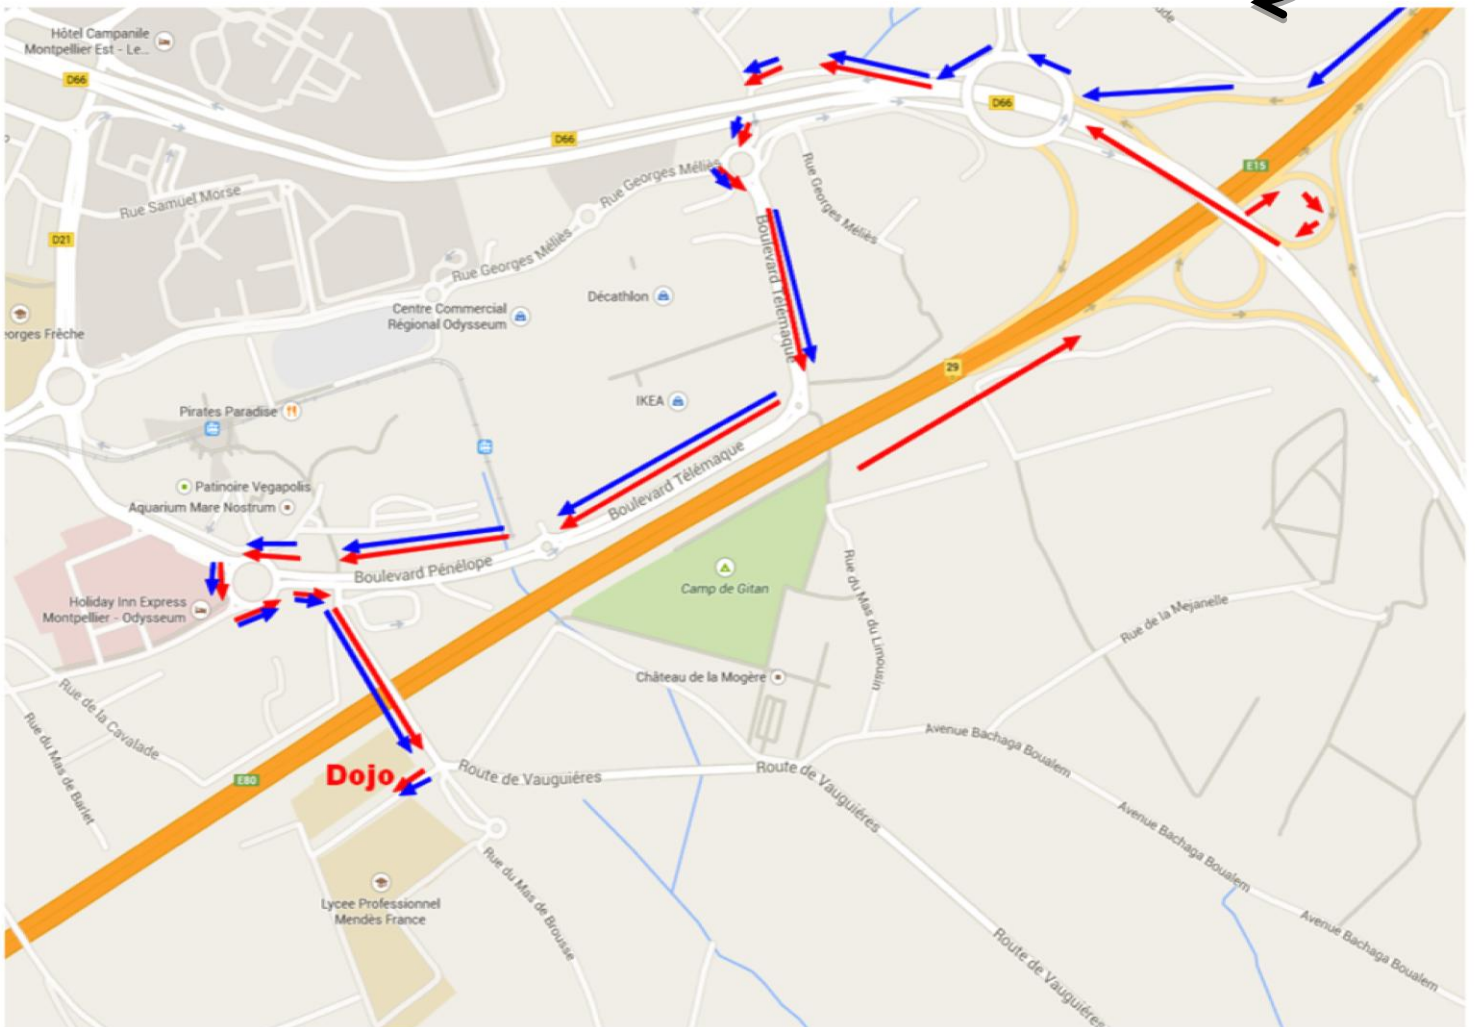 Hôtel Campanile
Montpellier Est - Le...
D66
D66
D66
E15
Rue Samuel Morse
Rue Georges Méliès
Rue Georges Méliès
D21
Rue Georges Méliès
Boulevard Télémaque
Décathlon
Centre Commercial
Régional Odysseum
eorges Frêche
29
Pirates Paradise
IKEA
Boulevard Télémaque
Patinoire Vegapolis
Aquarium Mare Nostrum
Boulevard Pénélope
Camp de Gitan
Rue du Mas du Limousin
Holiday Inn Express
Montpellier - Odysseum
Rue de la Mejanelle
Château de la Mogère
Rue de la Cavalade
Rue du Mas de Barlet
E80
Dojo
Route de Vauguiéres
Route de Vauguiéres
Avenue Bachaga Boualem
Avenue Bachaga Boualem
Rue du Mas de Brousse
Lycee Professionnel
Mendès France
Avenue Bachaga Boualem
Route de Vauguiéres